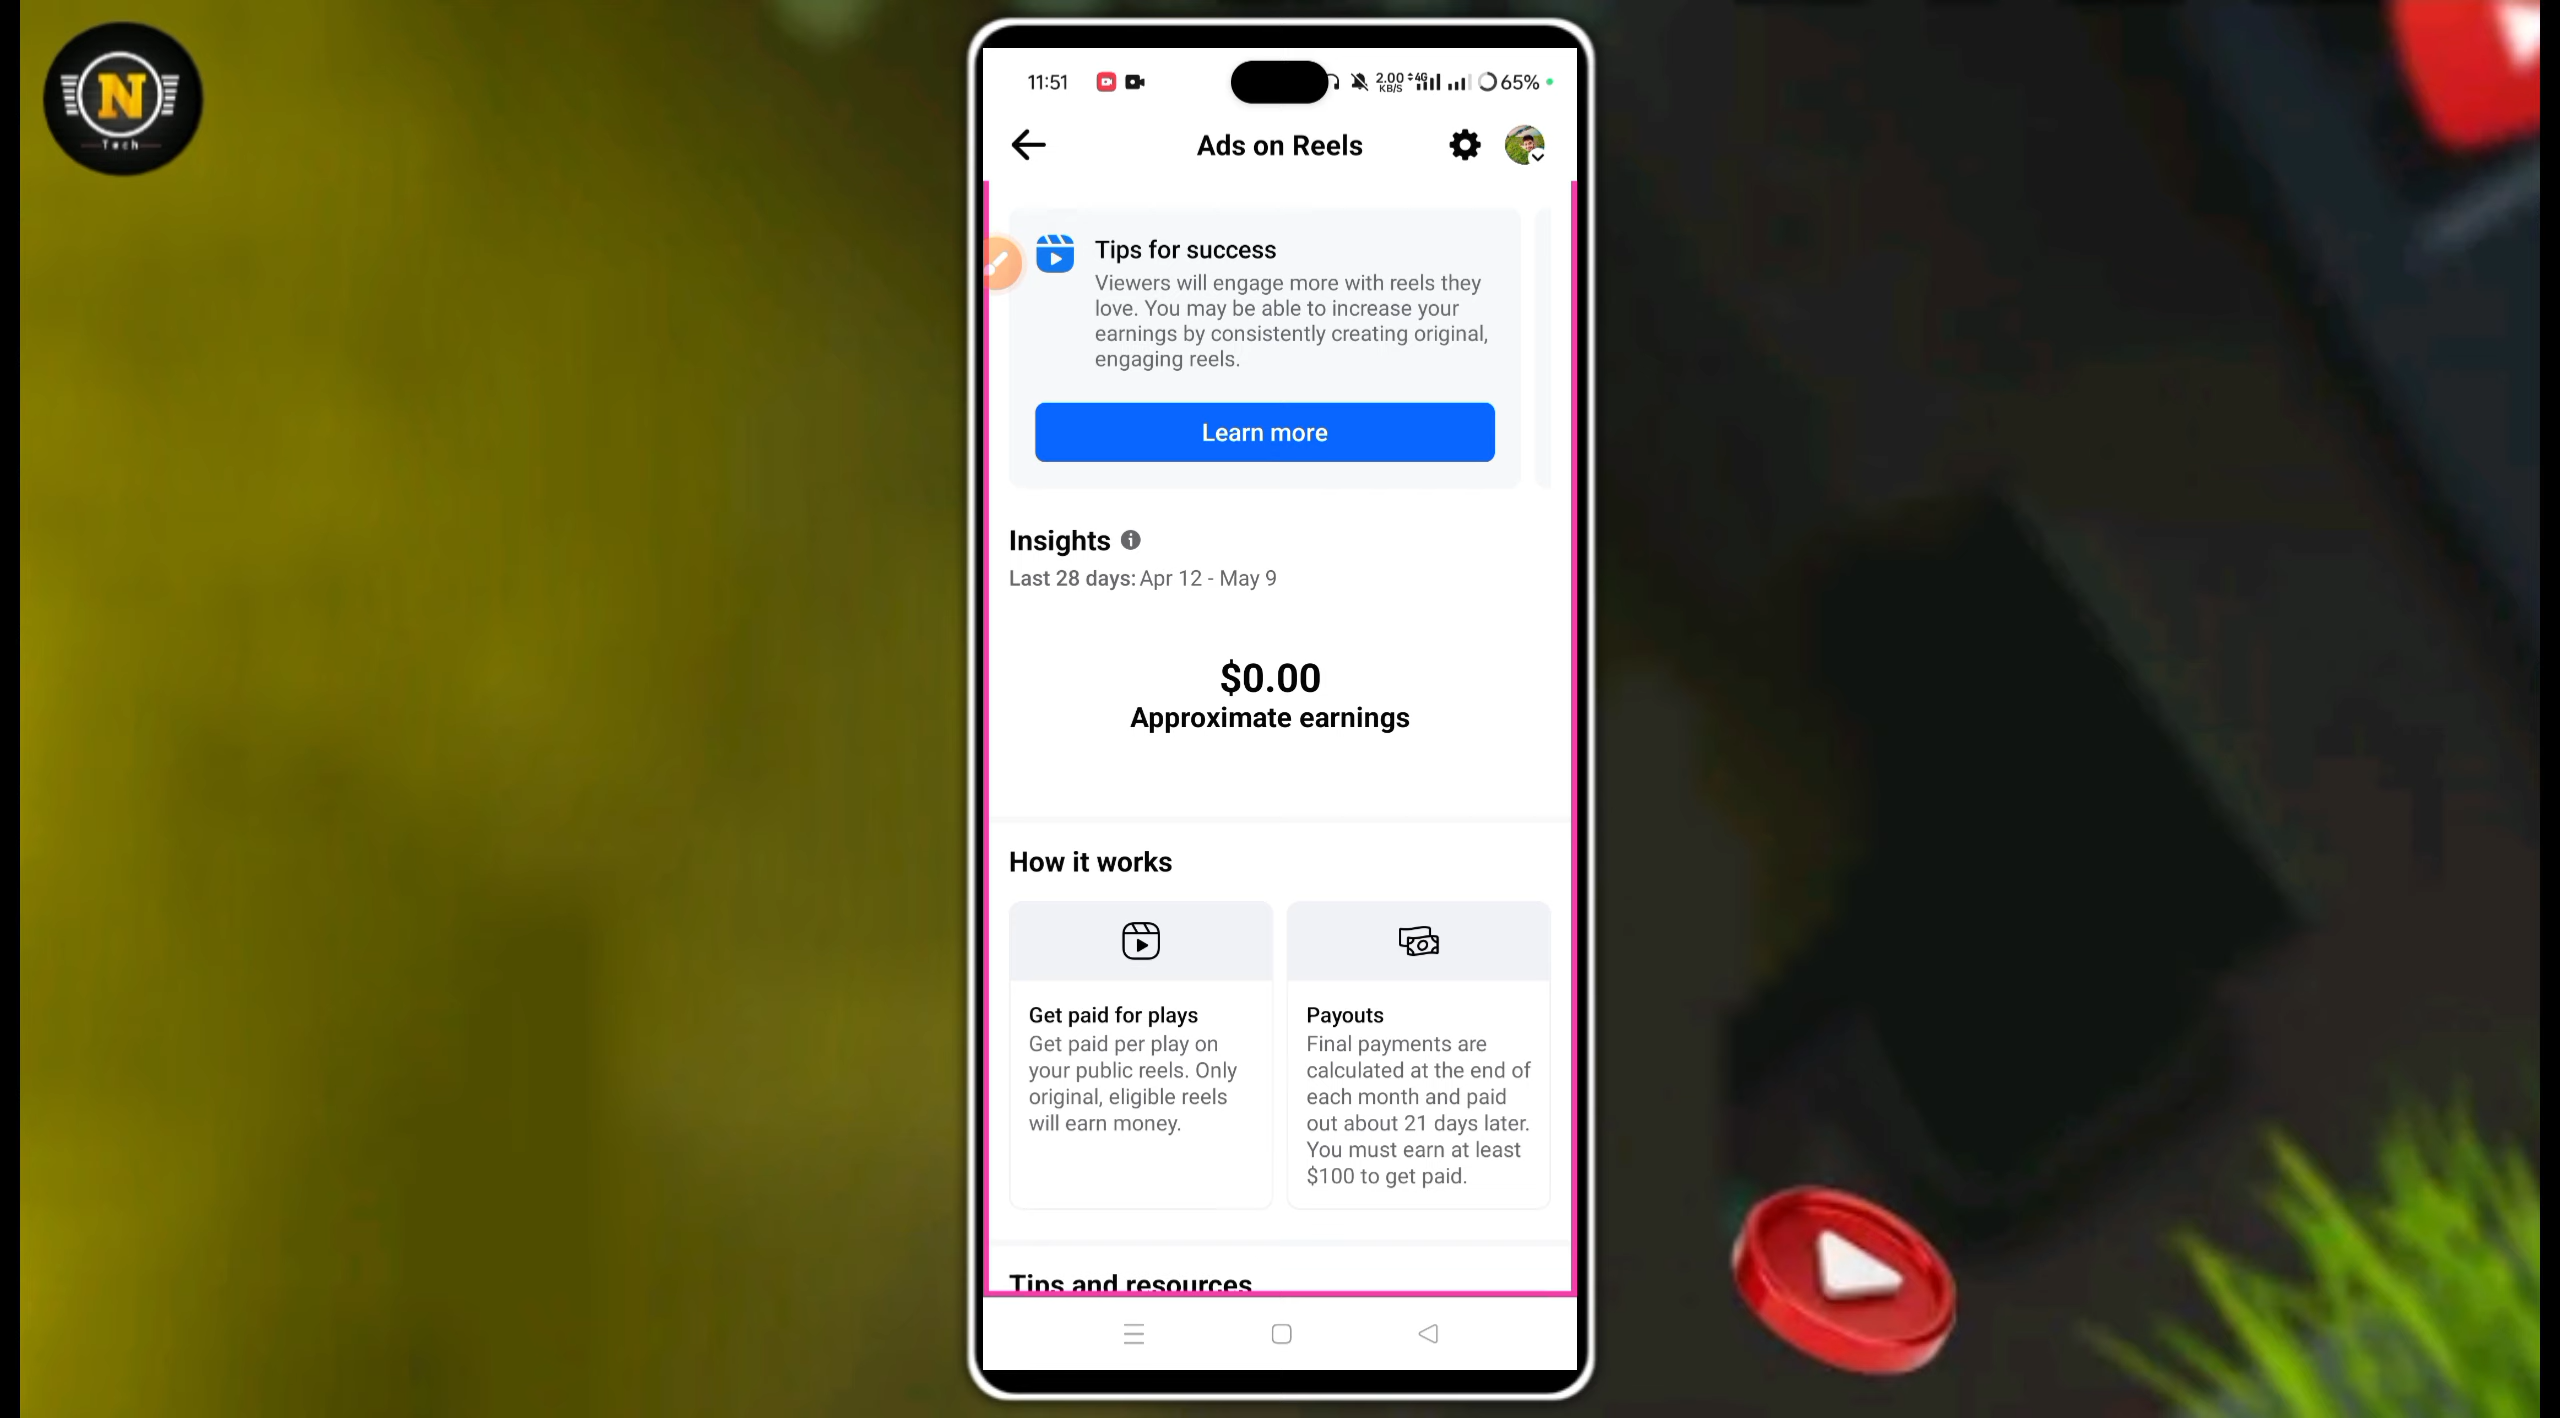 N
Tech
11:51
2.00 KB/S 4G 65%
Ads on Reels
Tips for success
Viewers will engage more with reels they
love. You may be able to increase your
earnings by consistently creating original,
engaging reels.
Learn more
Insights
Last 28 days: Apr 12 - May 9
$0.00
Approximate earnings
How it works
Get paid for plays
Get paid per play on
your public reels. Only
original, eligible reels
will earn money.
Payouts
Final payments are
calculated at the end of
each month and paid
out about 21 days later.
You must earn at least
$100 to get paid.
Tips and resources